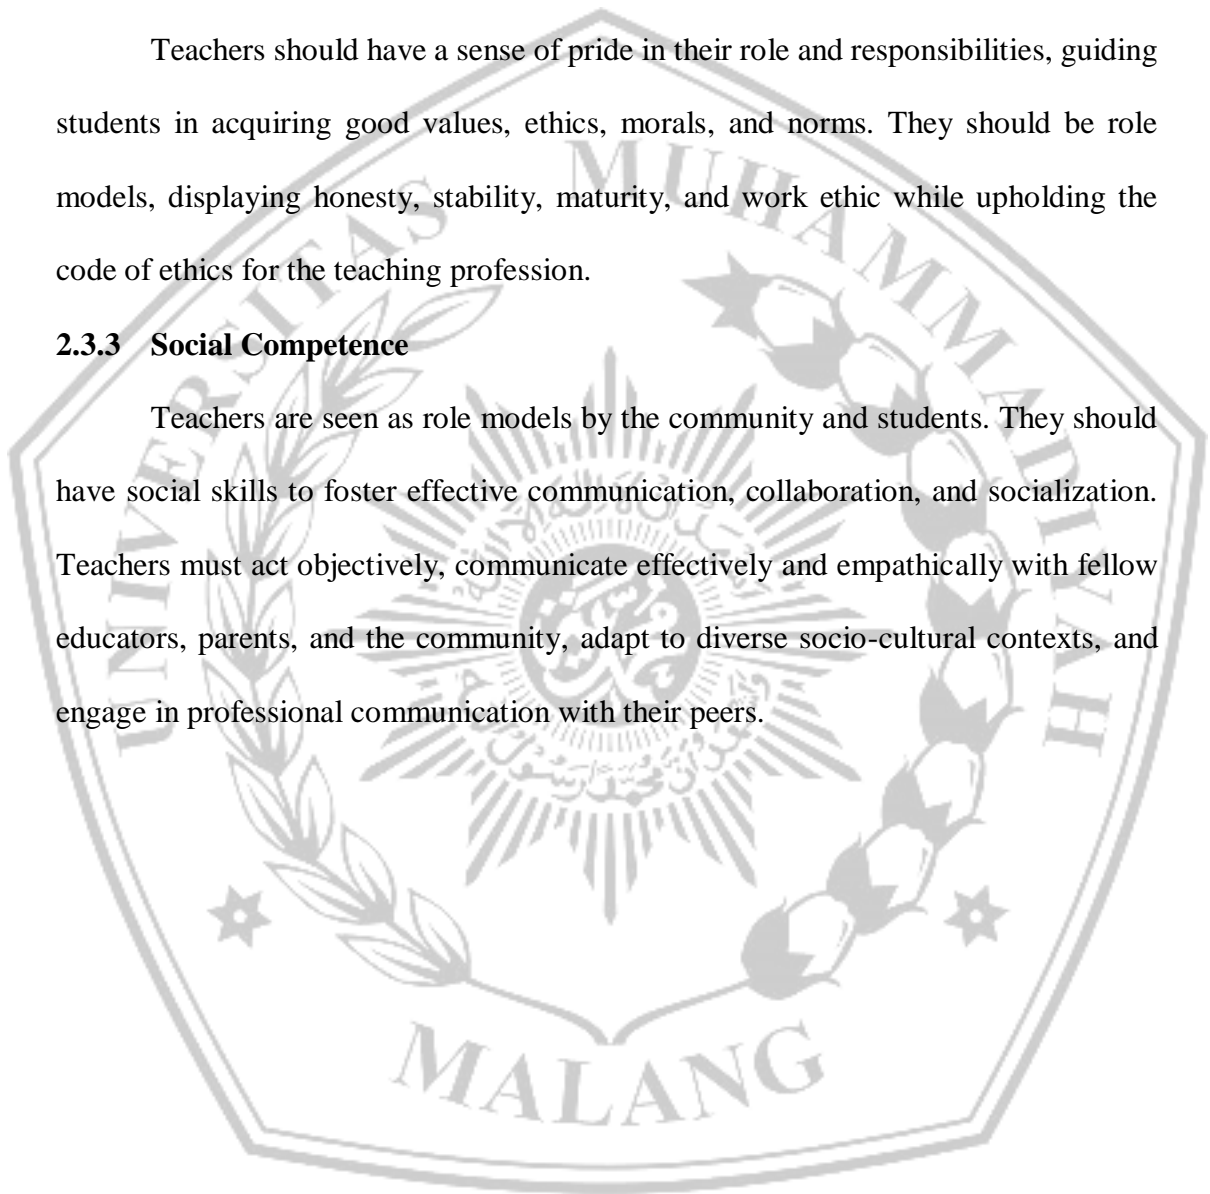 Teachers should have a sense of pride in their role and responsibilities, guiding
students in acquiring good values, ethics, morals, and norms. They should be role
models, displaying honesty, stability, maturity, and work ethic while upholding the
code of ethics for the teaching profession.
2.3.3 Social Competence
Teachers are seen as role models by the community and students. They should
have social skills to foster effective communication, collaboration, and socialization.
Teachers must act objectively, communicate effectively and empathically with fellow
educators, parents, and the community, adapt to diverse socio-cultural contexts, and
engage in professional communication with their peers.
UNIVERSITAS MUHAMMADIYAH
MALANG